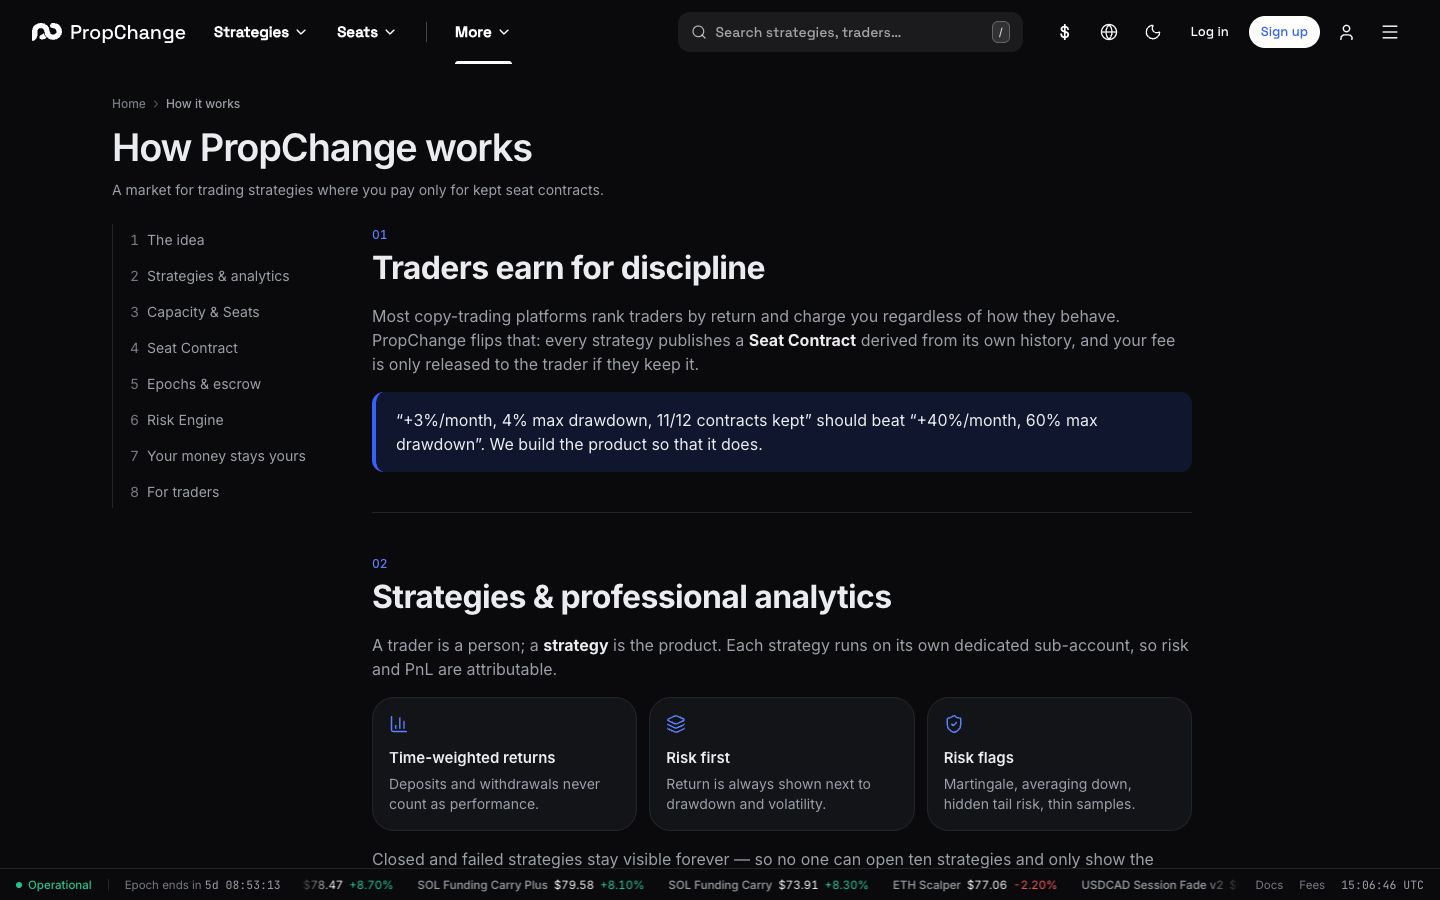 PropChange
Strategies
Seats
More
Search strategies, traders...
/
$
Log in
Sign up
Home > How it works
How PropChange works
A market for trading strategies where you pay only for kept seat contracts.
1 The idea
2 Strategies & analytics
3 Capacity & Seats
4 Seat Contract
5 Epochs & escrow
6 Risk Engine
7 Your money stays yours
8 For traders
01
Traders earn for discipline
Most copy-trading platforms rank traders by return and charge you regardless of how they behave.
PropChange flips that: every strategy publishes a Seat Contract derived from its own history, and your fee
is only released to the trader if they keep it.
“+3%/month, 4% max drawdown, 11/12 contracts kept” should beat “+40%/month, 60% max
drawdown”. We build the product so that it does.
02
Strategies & professional analytics
A trader is a person; a strategy is the product. Each strategy runs on its own dedicated sub-account, so risk
and PnL are attributable.
Time-weighted returns
Deposits and withdrawals never
count as performance.
Risk first
Return is always shown next to
drawdown and volatility.
Risk flags
Martingale, averaging down,
hidden tail risk, thin samples.
Closed and failed strategies stay visible forever — so no one can open ten strategies and only show the
Operational
Epoch ends in 5d 08:53:13
$78.47 +8.70%
SOL Funding Carry Plus $79.58 +8.10%
SOL Funding Carry $73.91 +8.30%
ETH Scalper $77.06 -2.20%
USDCAD Session Fade v2 $
Docs
Fees
15:06:46 UTC